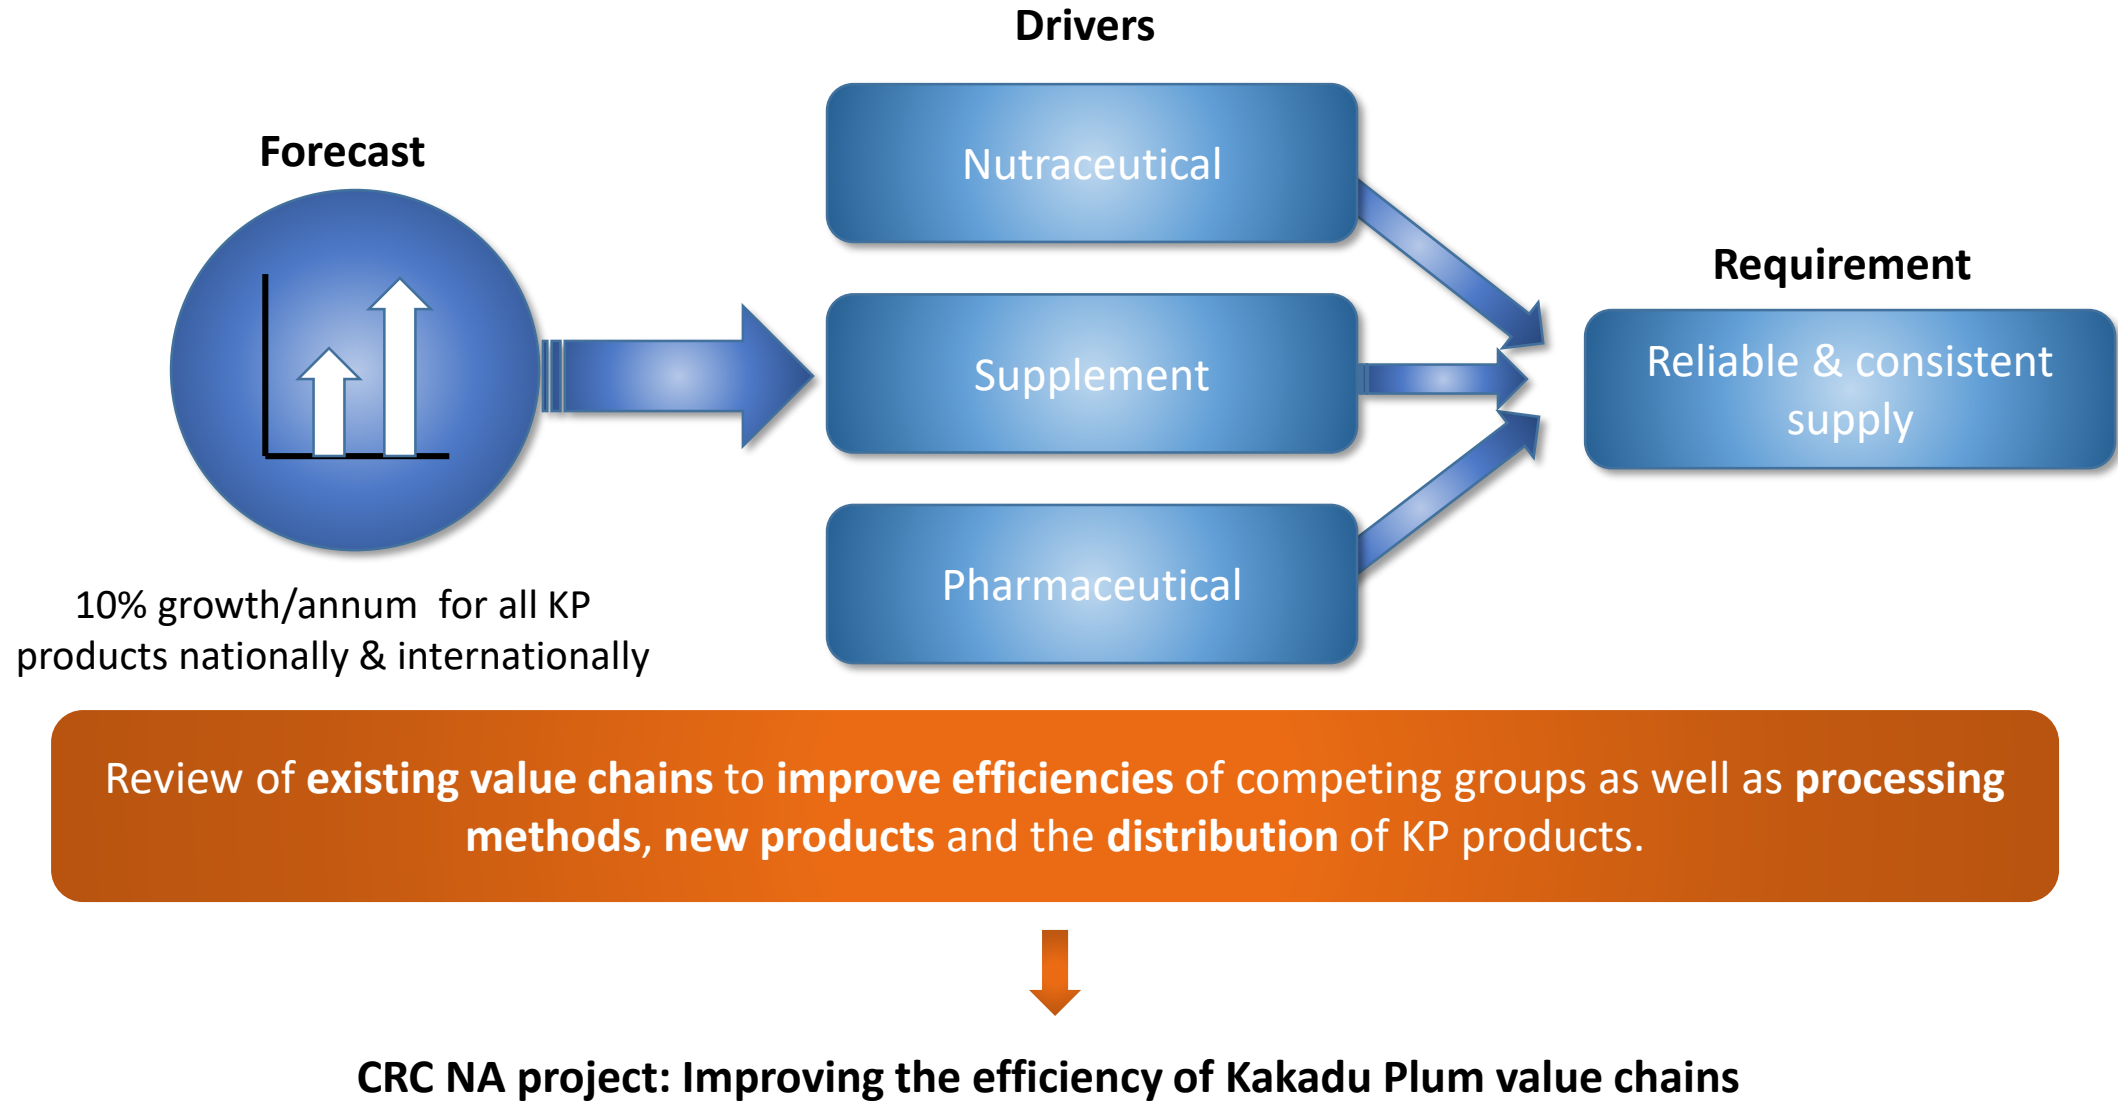 Drivers
Forecast
Nutraceutical
Requirement
Supplement
Reliable & consistent
supply
Pharmaceutical
10% growth/annum  for all KP
products nationally & internationally
Review of existing value chains to improve efficiencies of competing groups as well as processing
methods, new products and the distribution of KP products.
CRC NA project: Improving the efficiency of Kakadu Plum value chains